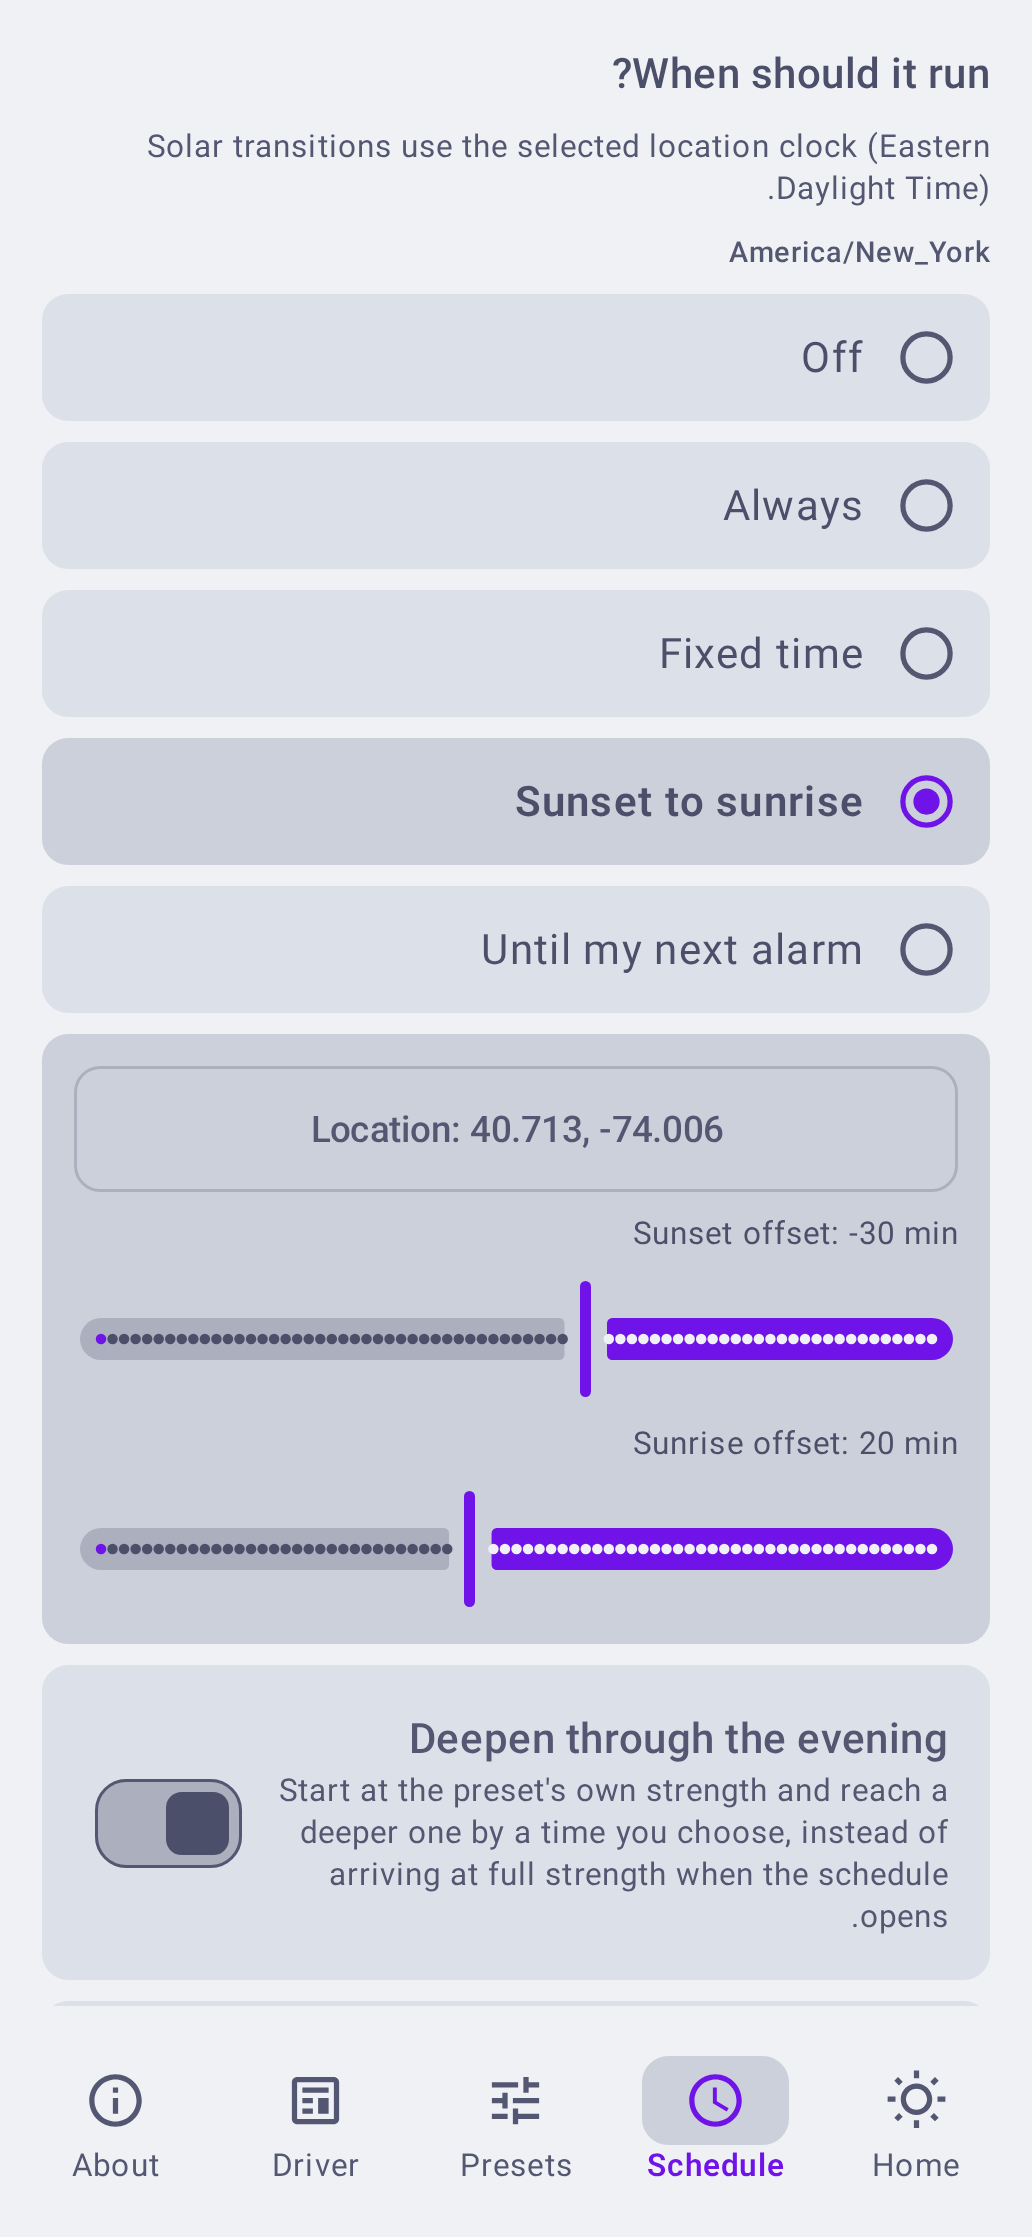 ?When should it run
Solar transitions use the selected location clock (Eastern
.Daylight Time)
America/New_York
Off
Always
Fixed time
Sunset to sunrise
Until my next alarm
Location: 40.713, -74.006
Sunset offset: -30 min
Sunrise offset: 20 min
Deepen through the evening
Start at the preset's own strength and reach a
deeper one by a time you choose, instead of
arriving at full strength when the schedule
.opens
About
Driver
Presets
Schedule
Home